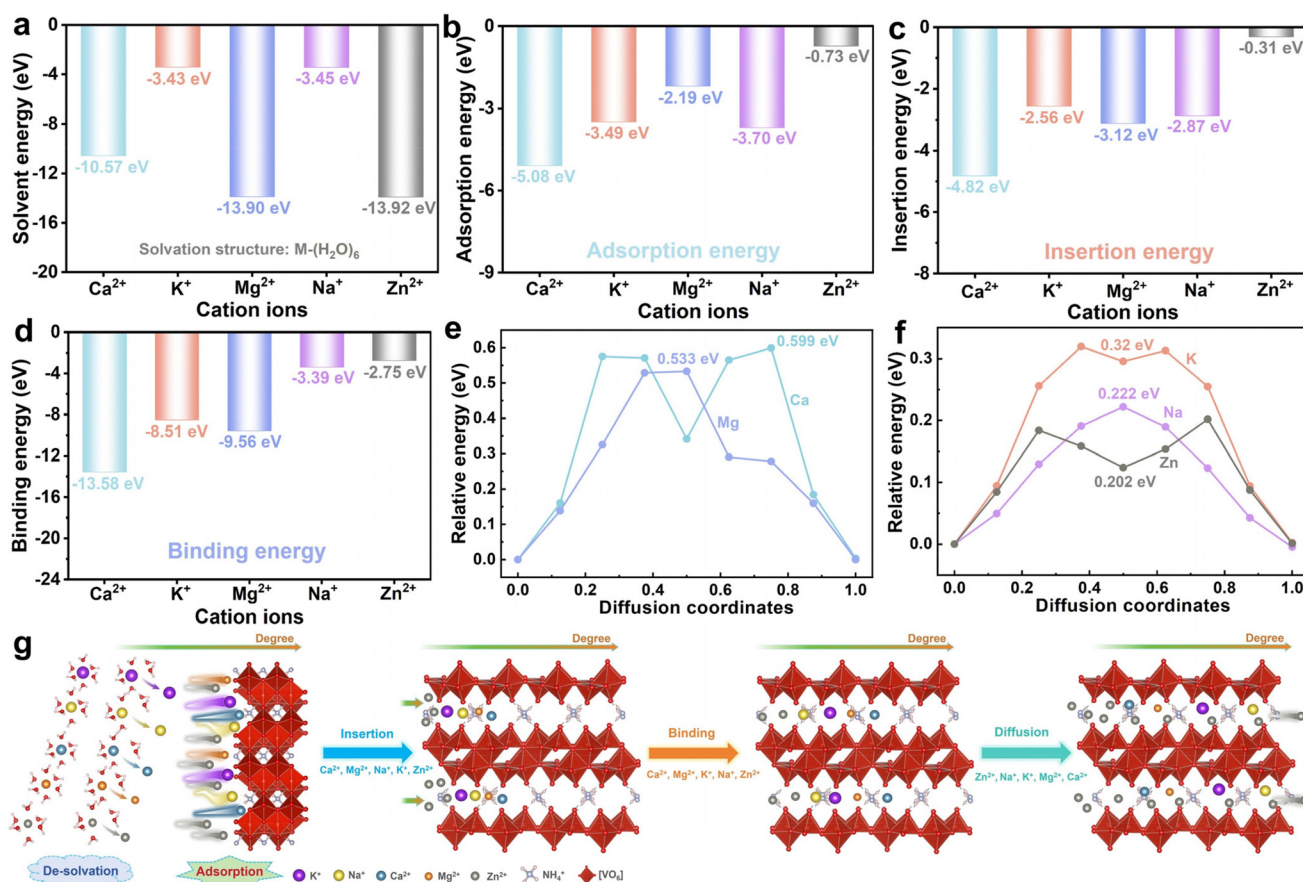 a
Solvent energy (eV)
0
-4
-8
-12
-16
-20
-10.57 eV
-3.43 eV
-13.90 eV
-3.45 eV
-13.92 eV
Solvation structure: M-(H₂O)₆
Ca²⁺ K⁺ Mg²⁺ Na⁺ Zn²⁺
Cation ions
b
Adsorption energy (eV)
0
-3
-6
-9
-5.08 eV
-3.49 eV
-2.19 eV
-3.70 eV
-0.73 eV
Adsorption energy
Ca²⁺ K⁺ Mg²⁺ Na⁺ Zn²⁺
Cation ions
c
Insertion energy (eV)
0
-2
-4
-6
-8
-4.82 eV
-2.56 eV
-3.12 eV
-2.87 eV
-0.31 eV
Insertion energy
Ca²⁺ K⁺ Mg²⁺ Na⁺ Zn²⁺
Cation ions
d
Binding energy (eV)
0
-4
-8
-12
-16
-20
-24
-13.58 eV
-8.51 eV
-9.56 eV
-3.39 eV
-2.75 eV
Binding energy
Ca²⁺ K⁺ Mg²⁺ Na⁺ Zn²⁺
Cation ions
e
Relative energy (eV)
0.6
0.5
0.4
0.3
0.2
0.1
0.0
0.533 eV
0.599 eV
Ca
Mg
0.0 0.2 0.4 0.6 0.8 1.0
Diffusion coordinates
f
Relative energy (eV)
0.3
0.2
0.1
0.0
0.32 eV
K
0.222 eV
Na
Zn
0.202 eV
0.0 0.2 0.4 0.6 0.8 1.0
Diffusion coordinates
g
Degree
Degree
Degree
Degree
Insertion
Ca²⁺, Mg²⁺, Na⁺, K⁺, Zn²⁺
Binding
Ca²⁺, Mg²⁺, K⁺, Na⁺, Zn²⁺
Diffusion
Zn²⁺, Na⁺, K⁺, Mg²⁺, Ca²⁺
De-solvation
Adsorption
K⁺ Na⁺ Ca²⁺ Mg²⁺ Zn²⁺ NH₄⁺ [VO₆]